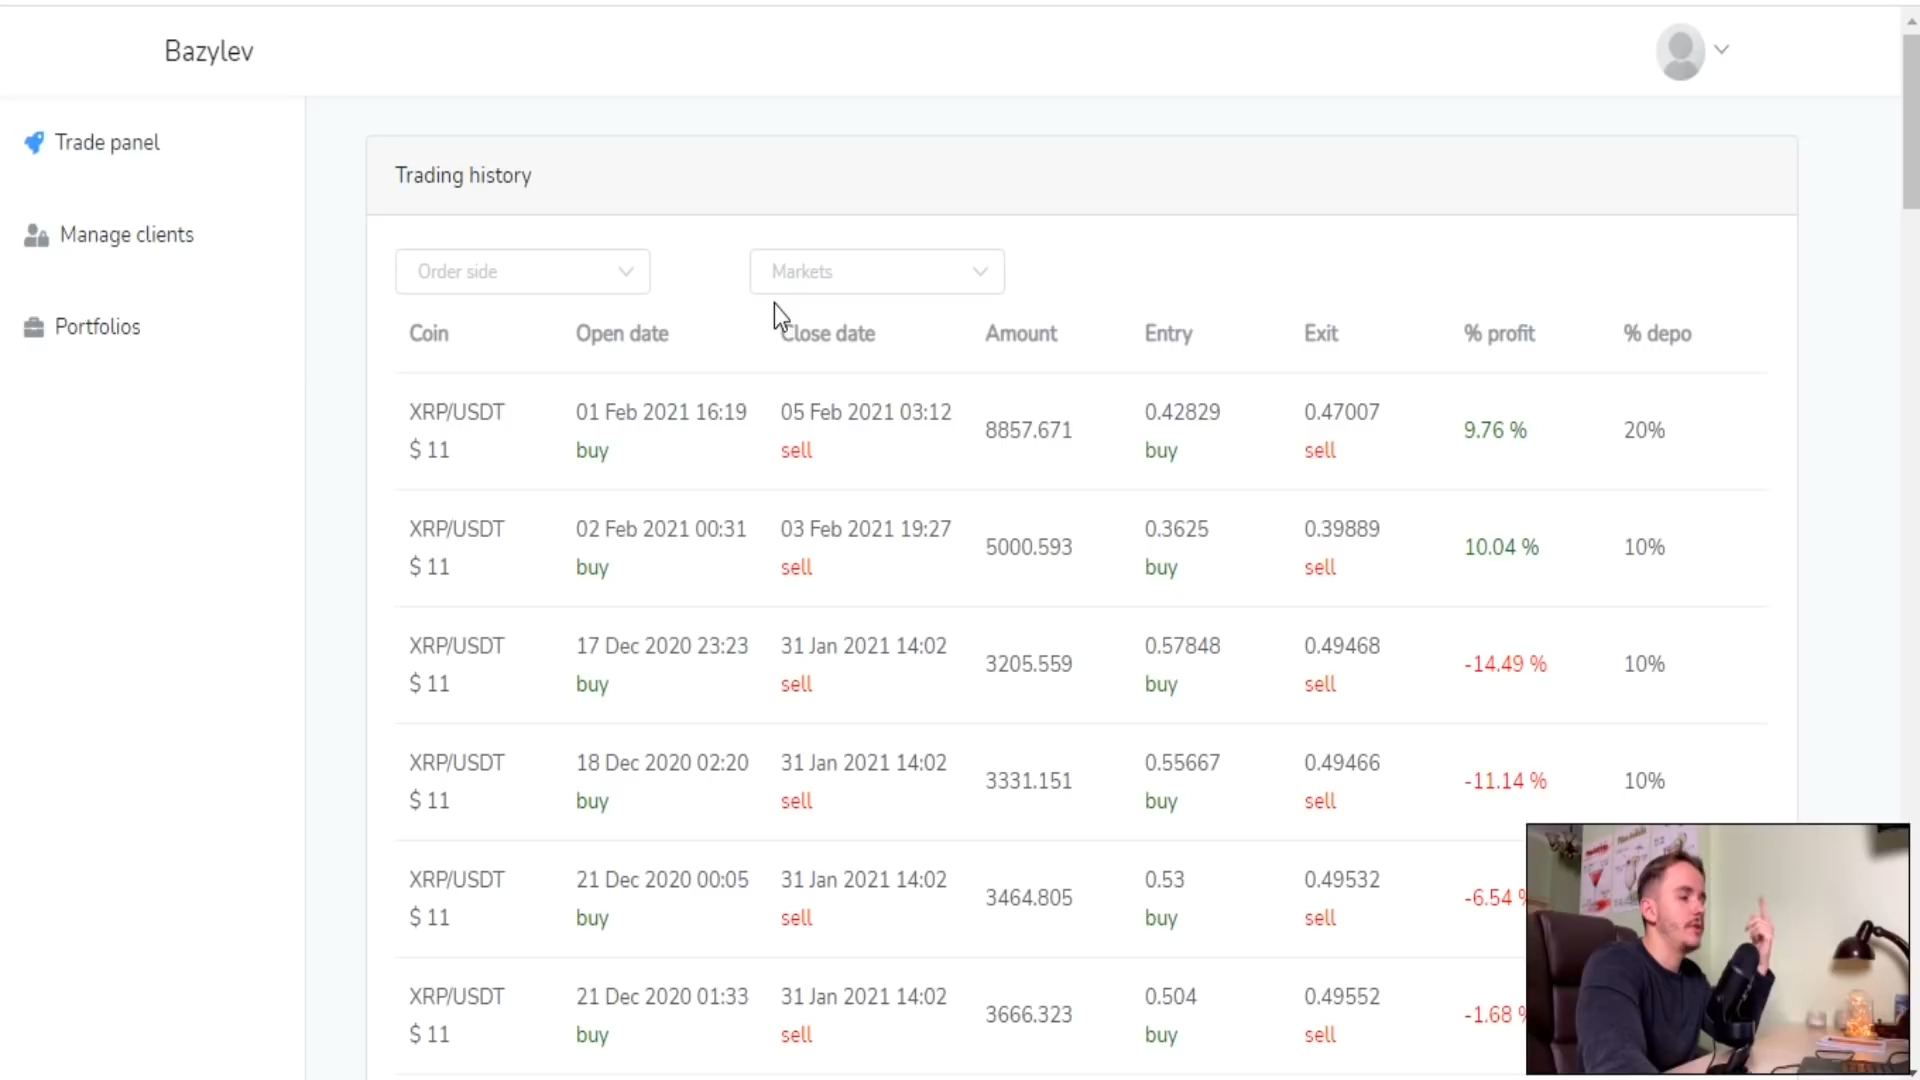 Bazylev
Trade panel
Manage clients
Portfolios
Trading history
Order side Markets
Coin Open date Close date Amount Entry Exit % profit % depo
XRP/USDT 01 Feb 2021 16:19 05 Feb 2021 03:12 8857.671 0.42829 0.47007 9.76 % 20%
$ 11 buy sell buy sell
XRP/USDT 02 Feb 2021 00:31 03 Feb 2021 19:27 5000.593 0.3625 0.39889 10.04 % 10%
$ 11 buy sell buy sell
XRP/USDT 17 Dec 2020 23:23 31 Jan 2021 14:02 3205.559 0.57848 0.49468 -14.49 % 10%
$ 11 buy sell buy sell
XRP/USDT 18 Dec 2020 02:20 31 Jan 2021 14:02 3331.151 0.55667 0.49466 -11.14 % 10%
$ 11 buy sell buy sell
XRP/USDT 21 Dec 2020 00:05 31 Jan 2021 14:02 3464.805 0.53 0.49532 -6.54 %
$ 11 buy sell buy sell
XRP/USDT 21 Dec 2020 01:33 31 Jan 2021 14:02 3666.323 0.504 0.49552 -1.68 %
$ 11 buy sell buy sell